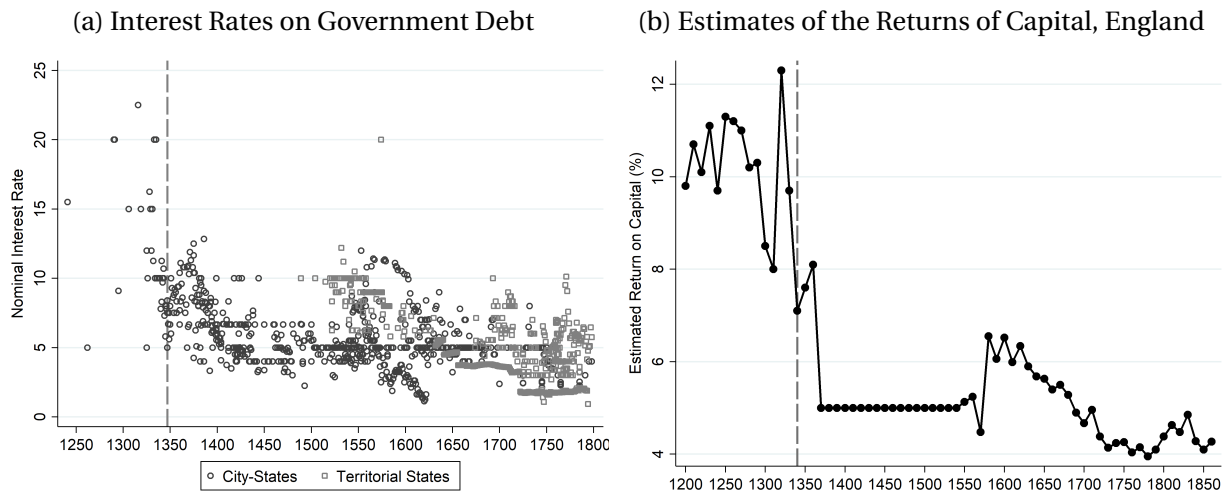 (a) Interest Rates on Government Debt
(b) Estimates of the Returns of Capital, England
Nominal Interest Rate
25
20
15
10
5
0
1250 1300 1350 1400 1450 1500 1550 1600 1650 1700 1750 1800
City-States Territorial States
Estimated Return on Capital (%)
12
10
8
6
4
1200 1250 1300 1350 1400 1450 1500 1550 1600 1650 1700 1750 1800 1850